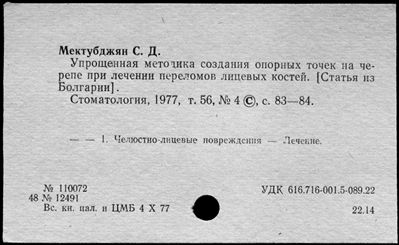 Мектубджян С. Д.
Упрощенная методика создания опорных точек на че-
репе при лечении переломов лицевых костей. [Статья из
Болгарии].
Стоматология, 1977, т. 56, № 4 ©, с. 83—84.
— — 1. Челюстно-лицевые повреждения — Лечение.
№ 110072
48 № 12491
Вс. кн. пал. и ЦМБ 4 X 77
УДК 616.716-001.5-089.22
22.14